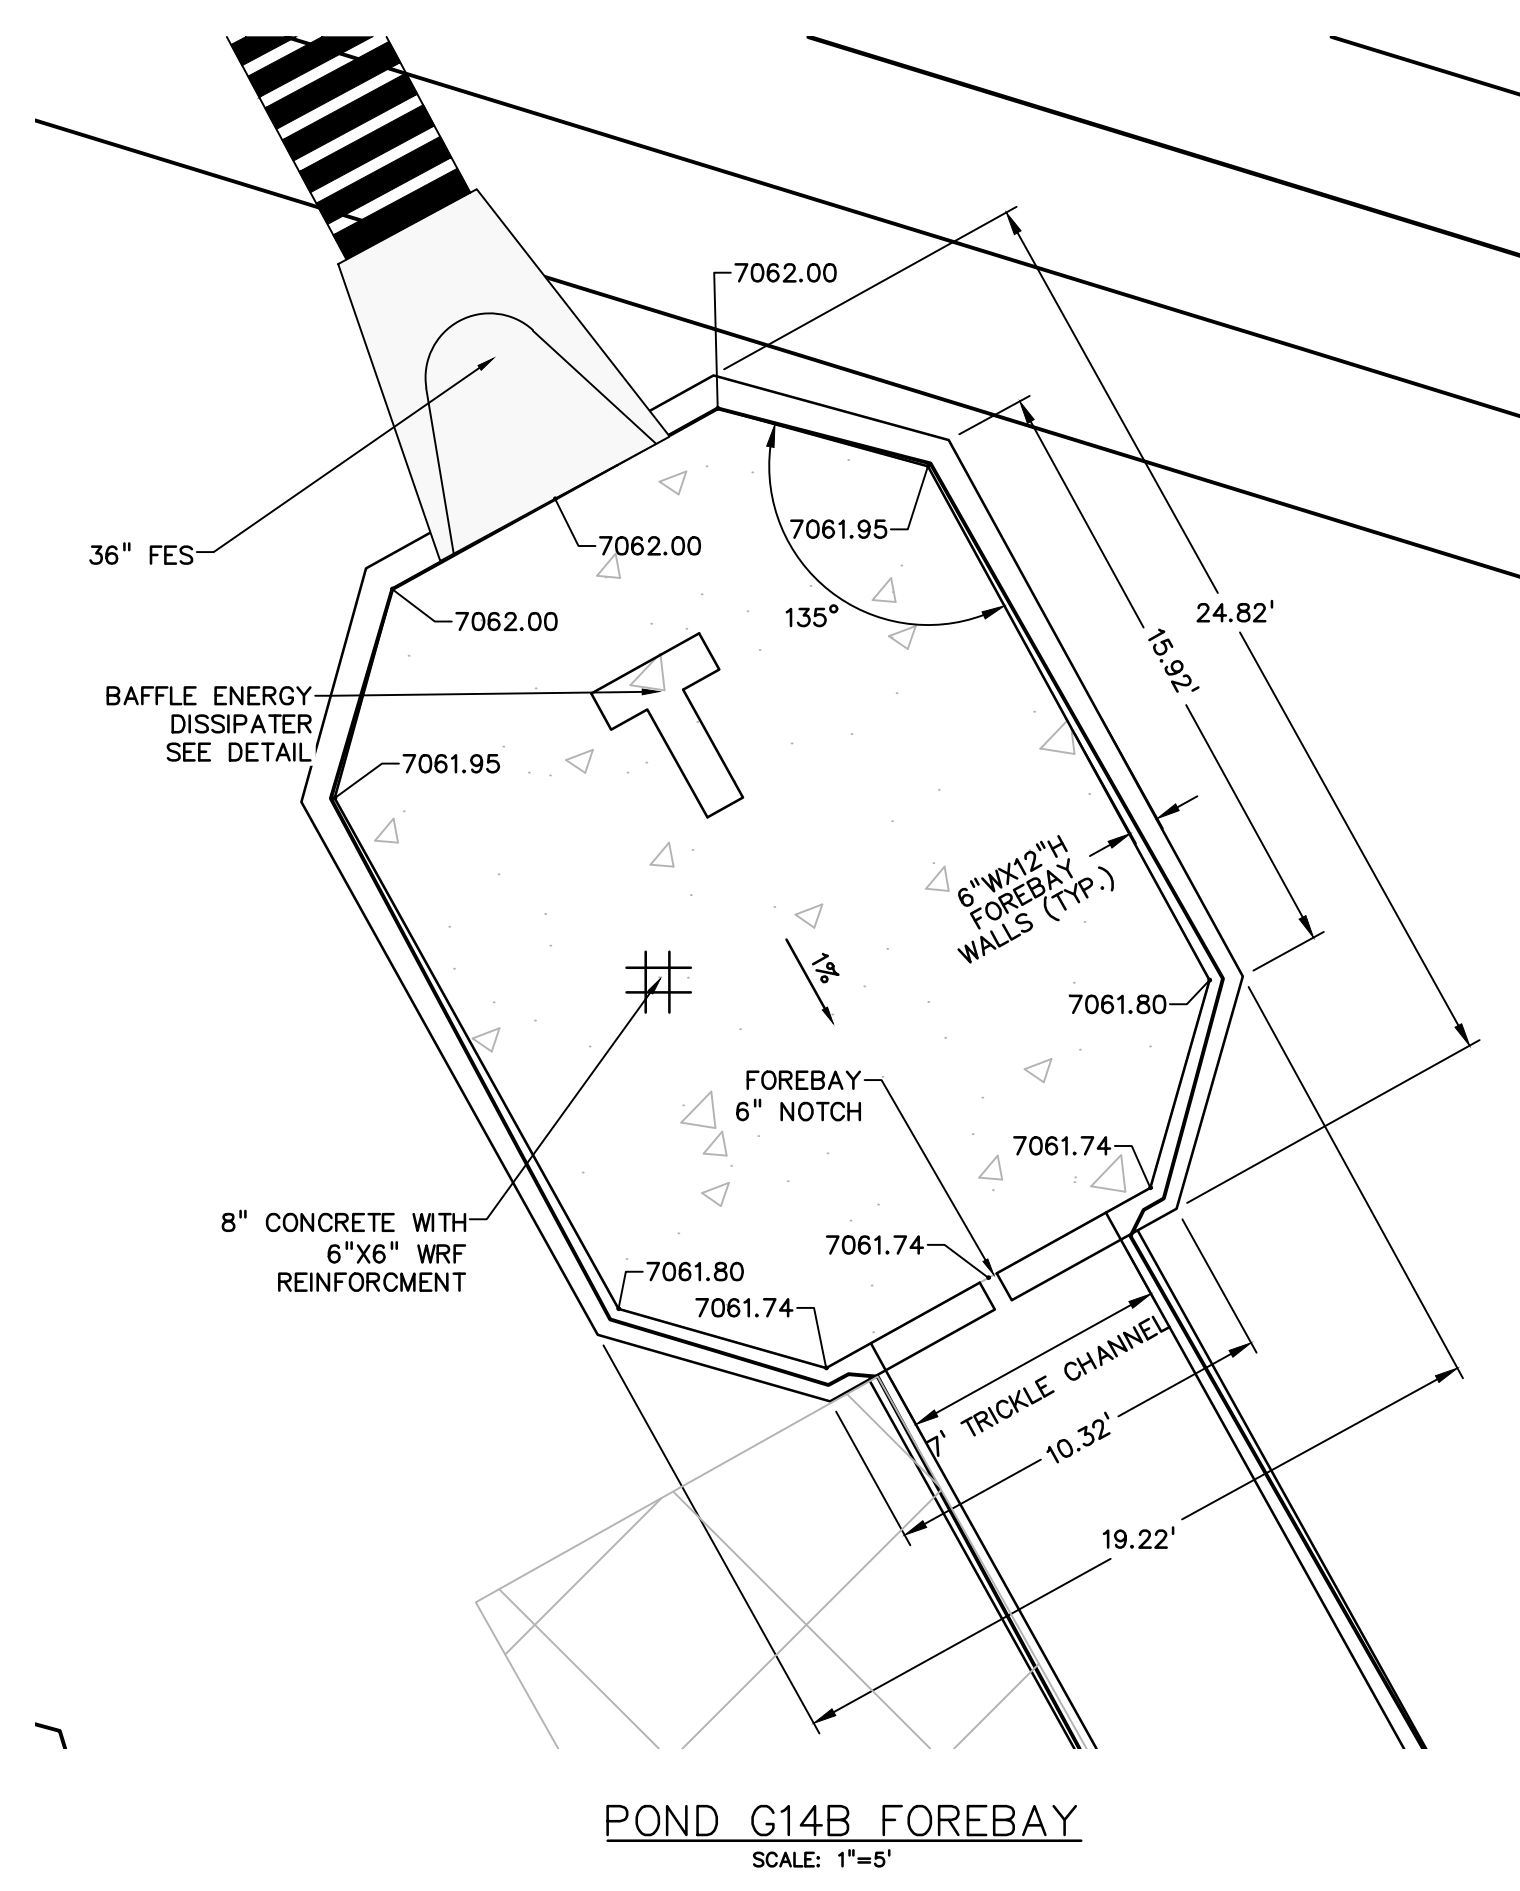 7062.00
7061.95
7062.00
36" FES
7062.00
135°
24.82'
15.92'
BAFFLE ENERGY
DISSIPATER
SEE DETAIL
7061.95
6"WX12"H
FOREBAY
WALLS (TYP.)
1%
7061.80
FOREBAY
6" NOTCH
7061.74
8" CONCRETE WITH
6"X6" WRF
REINFORCMENT
7061.74
7061.80
7061.74
7' TRICKLE CHANNEL
10.32'
19.22'
POND G14B FOREBAY
SCALE: 1"=5'